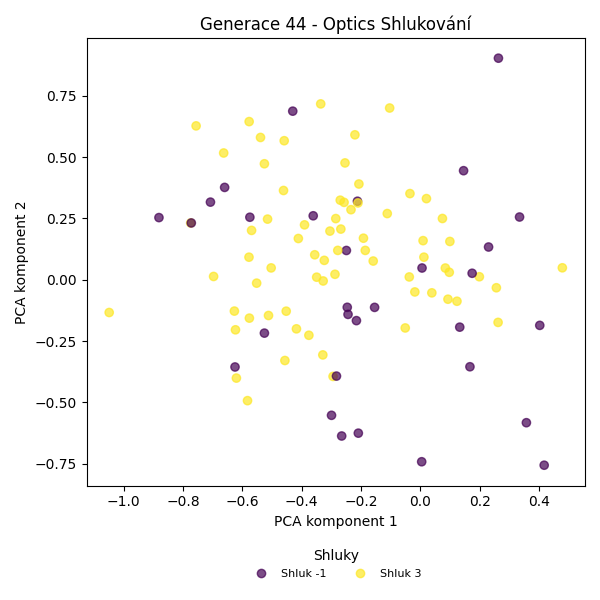 Generace 44 - Optics Shlukování
PCA komponent 2
0.75
0.50
0.25
0.00
−0.25
−0.50
−0.75
−1.0 −0.8 −0.6 −0.4 −0.2 0.0 0.2 0.4
PCA komponent 1
Shluky
Shluk -1 Shluk 3